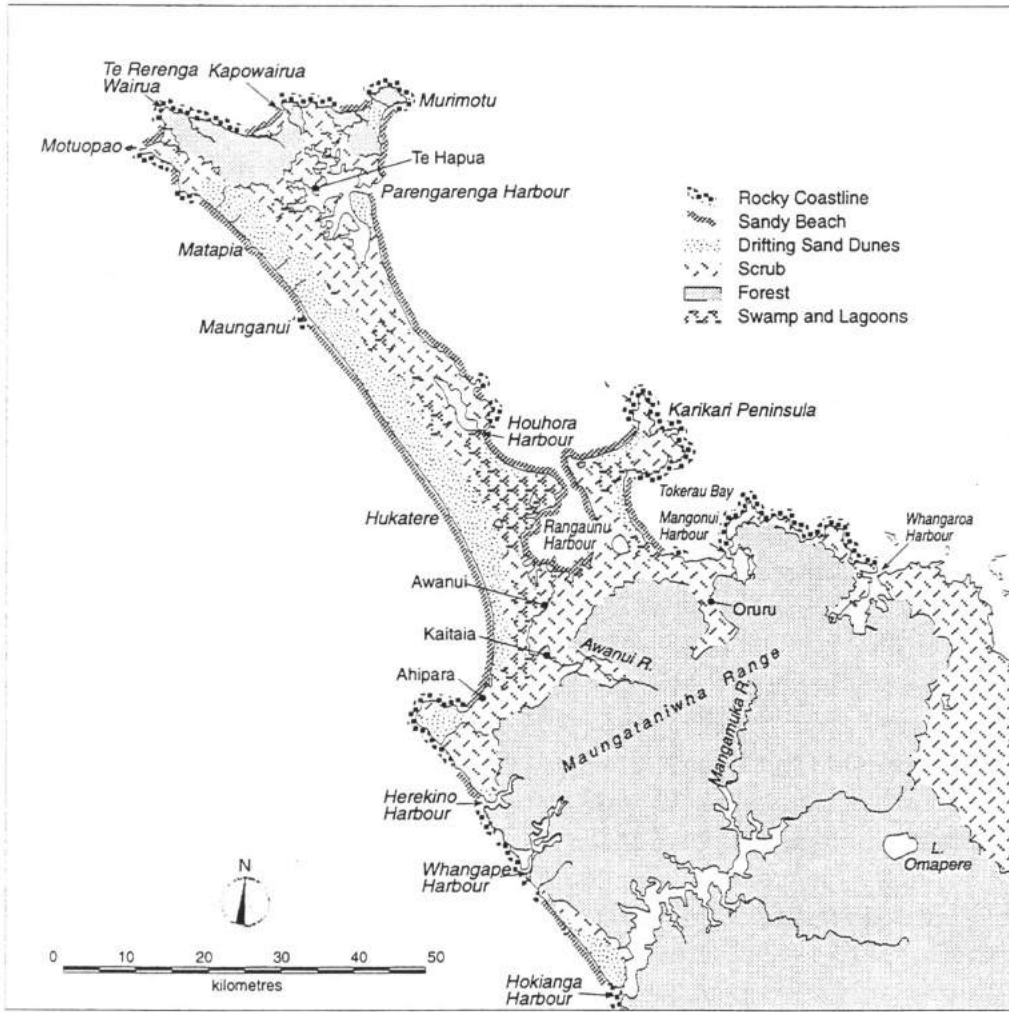 Te Rerenga
Wairua
Kapowairua
Murimotu
Motuopao
Te Hapua
Parengarenga Harbour
Matapia
Maunganui
Rocky Coastline
Sandy Beach
Drifting Sand Dunes
Scrub
Forest
Swamp and Lagoons
Karikari Peninsula
Houhora
Harbour
Tokerau Bay
Hukatere
Rangaunu
Harbour
Mangonui
Harbour
Whangaroa
Harbour
Awanui
Oruru
Kaitaia
Awanui R.
Ahipara
Maungataniwha Range
Mangamuka R.
Herekino
Harbour
L.
Omapere
Whangape
Harbour
N
0 10 20 30 40 50
kilometres
Hokianga
Harbour